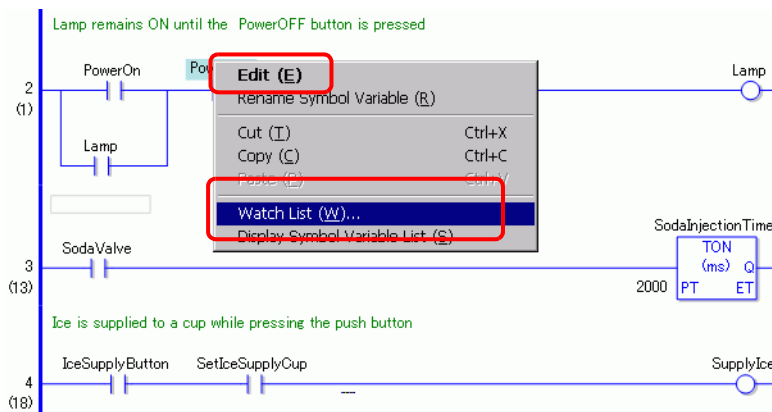 Lamp remains ON until the PowerOFF button is pressed
PowerOn
Edit (E)
Lamp
2
(1)
Rename Symbol Variable (R)
Lamp
Cut (T) Ctrl+X
Copy (C) Ctrl+C
Paste (P) Ctrl+V
Watch List (W)...
Display Symbol Variable List (S)
SodaInjectionTime
SodaValve
TON
(ms) Q
3
(13)
2000 PT ET
Ice is supplied to a cup while pressing the push button
IceSupplyButton SetIceSupplyCup SupplyIce
4
(18)